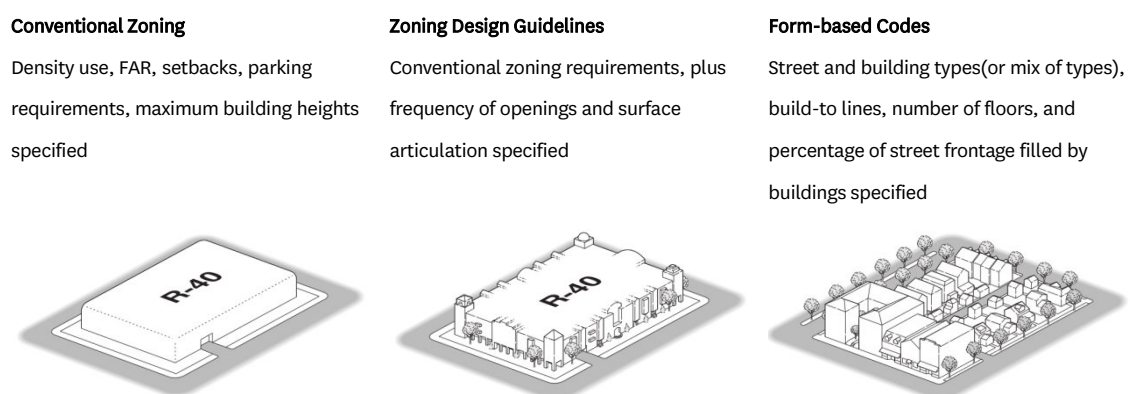 Conventional Zoning
Density use, FAR, setbacks, parking
requirements, maximum building heights
specified
Zoning Design Guidelines
Conventional zoning requirements, plus
frequency of openings and surface
articulation specified
Form-based Codes
Street and building types(or mix of types),
build-to lines, number of floors, and
percentage of street frontage filled by
buildings specified
R-40
R-40